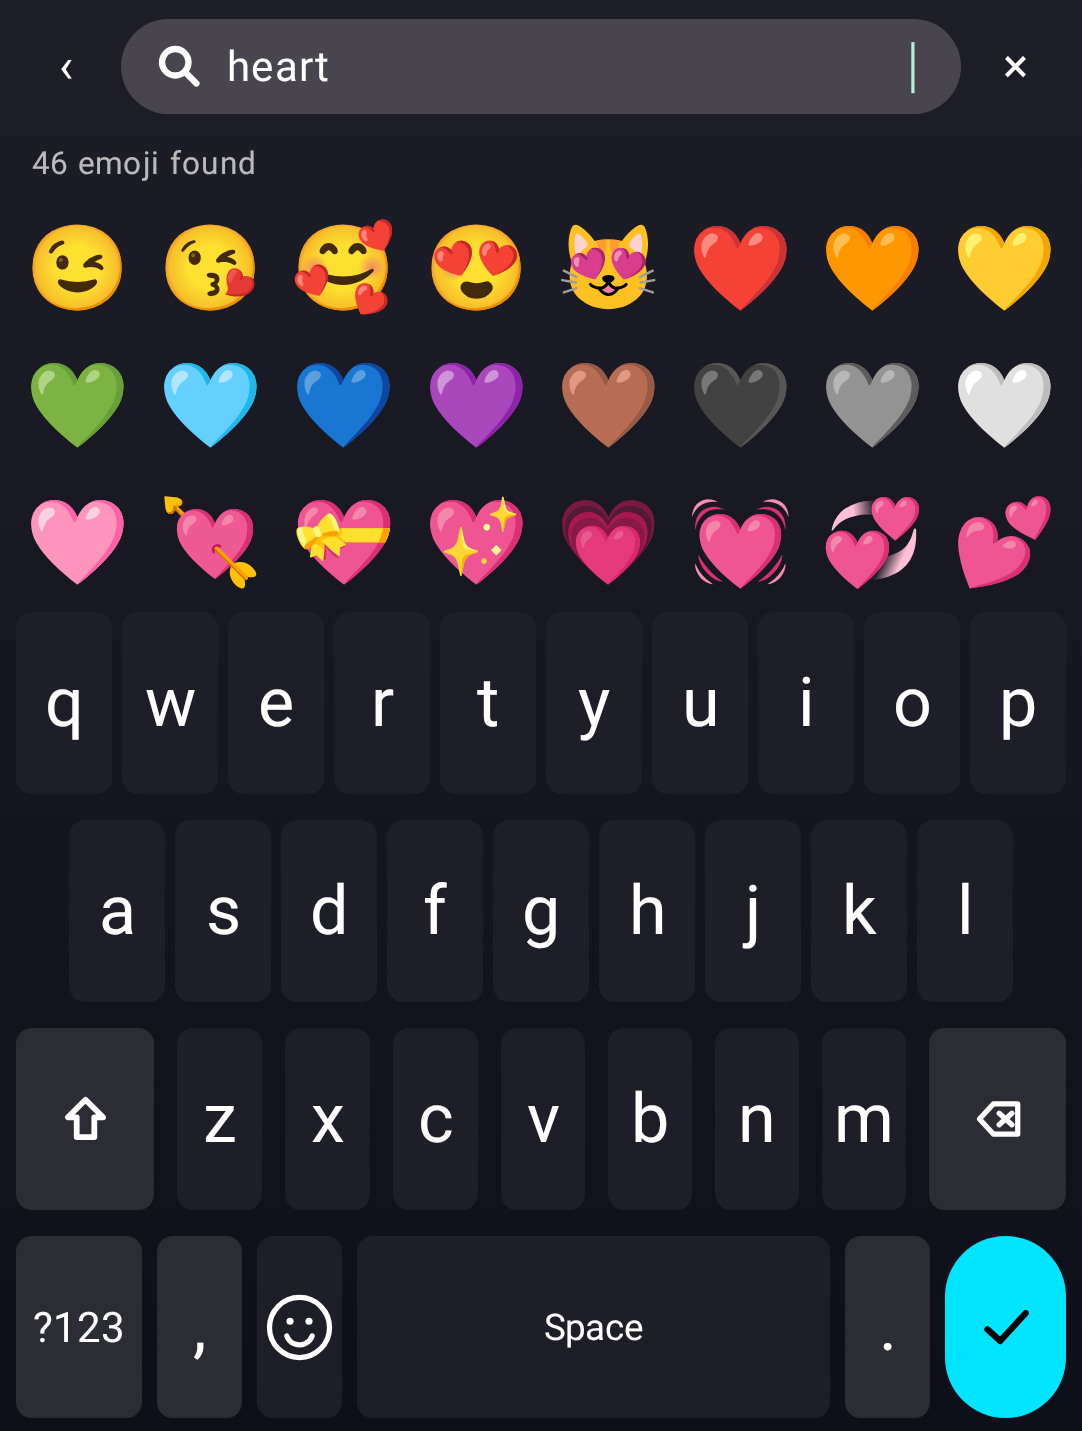 heart
46 emoji found
q w e r t y u i o p
a s d f g h j k l
z x c v b n m
?123 , Space .